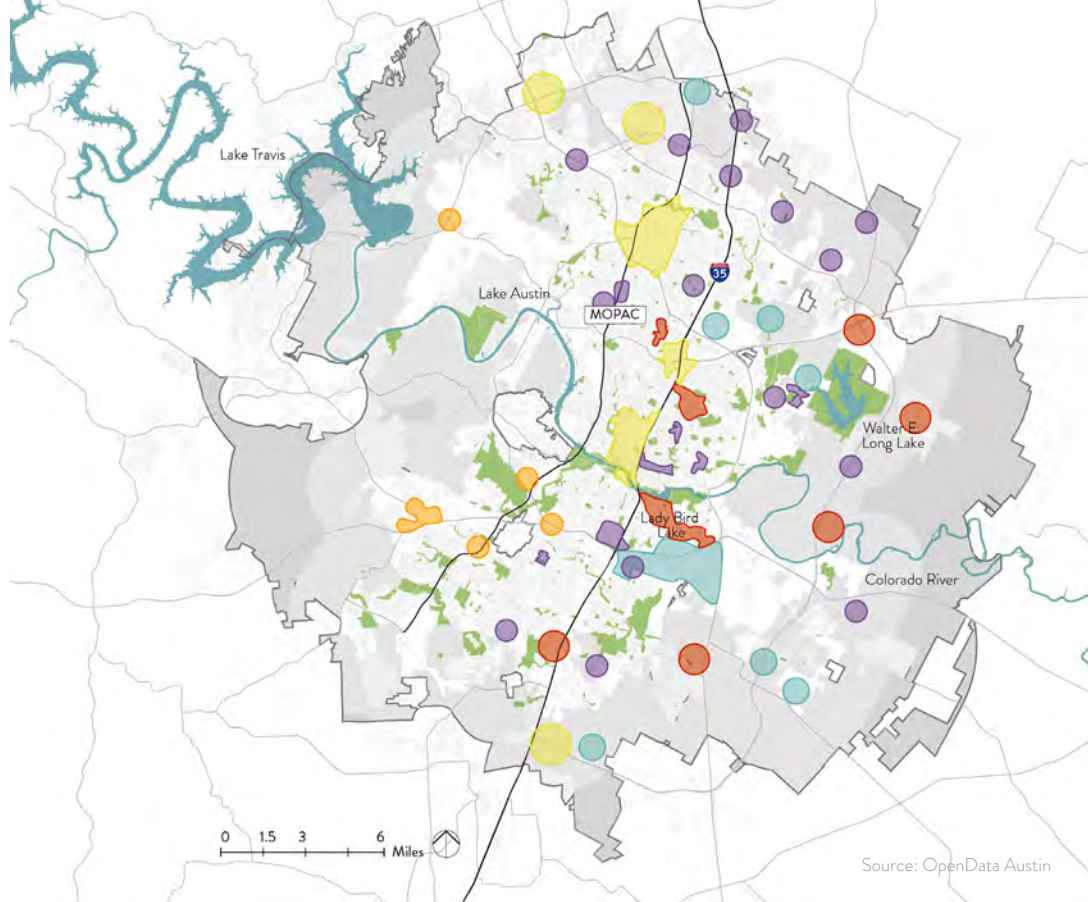 Lake Travis
35
Lake Austin
MOPAC
Walter E
Long Lake
Lady Bird
Lake
Colorado River
0 1.5 3 6
Miles
Source: OpenData Austin